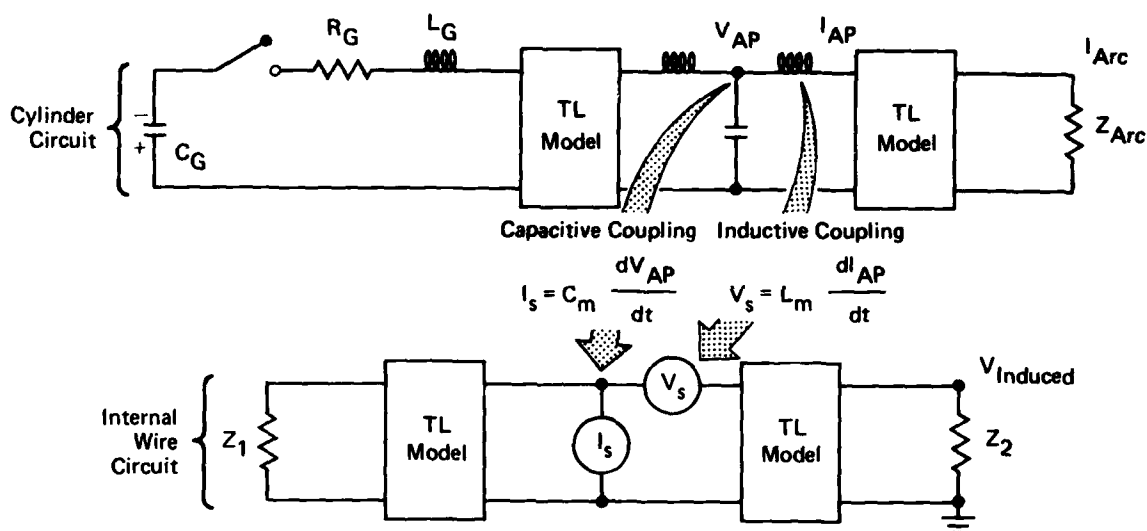 R_G
L_G
V_AP
I_AP
I_Arc
Cylinder
Circuit
−
+
C_G
TL
Model
TL
Model
Z_Arc
Capacitive Coupling
Inductive Coupling
I_s = C_m dV_AP/dt
V_s = L_m dI_AP/dt
Internal
Wire
Circuit
Z_1
TL
Model
V_s
I_s
TL
Model
V_Induced
Z_2